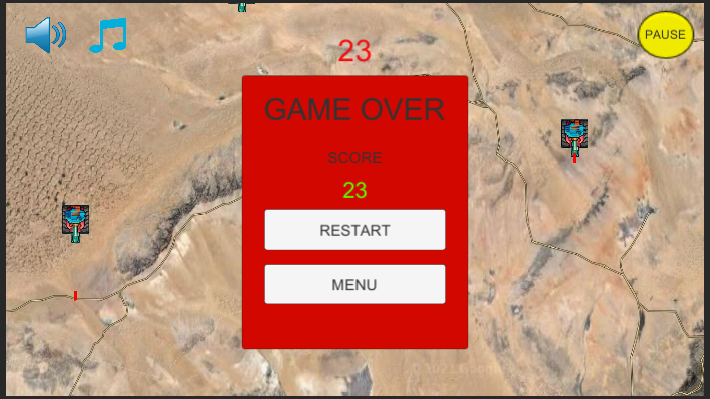 PAUSE
23
GAME OVER
SCORE
23
RESTART
MENU